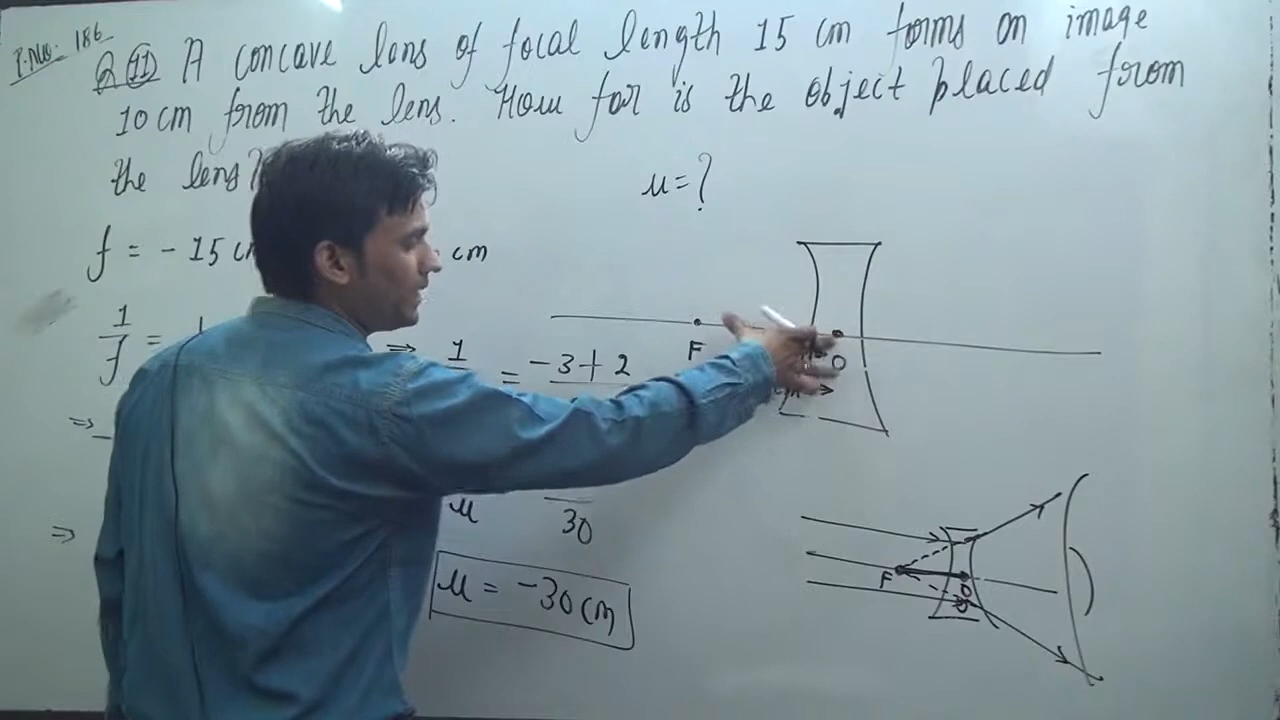 P.No: 186
Q 11 A concave lens of focal length 15 cm forms an image
10 cm from the lens. How far is the object placed from
the lens?
u = ?
f = - 15 c
cm
1/f =
⇒ 1
= -3 + 2
F
O
⇒
u
30
⇒
u = -30 cm
F
O